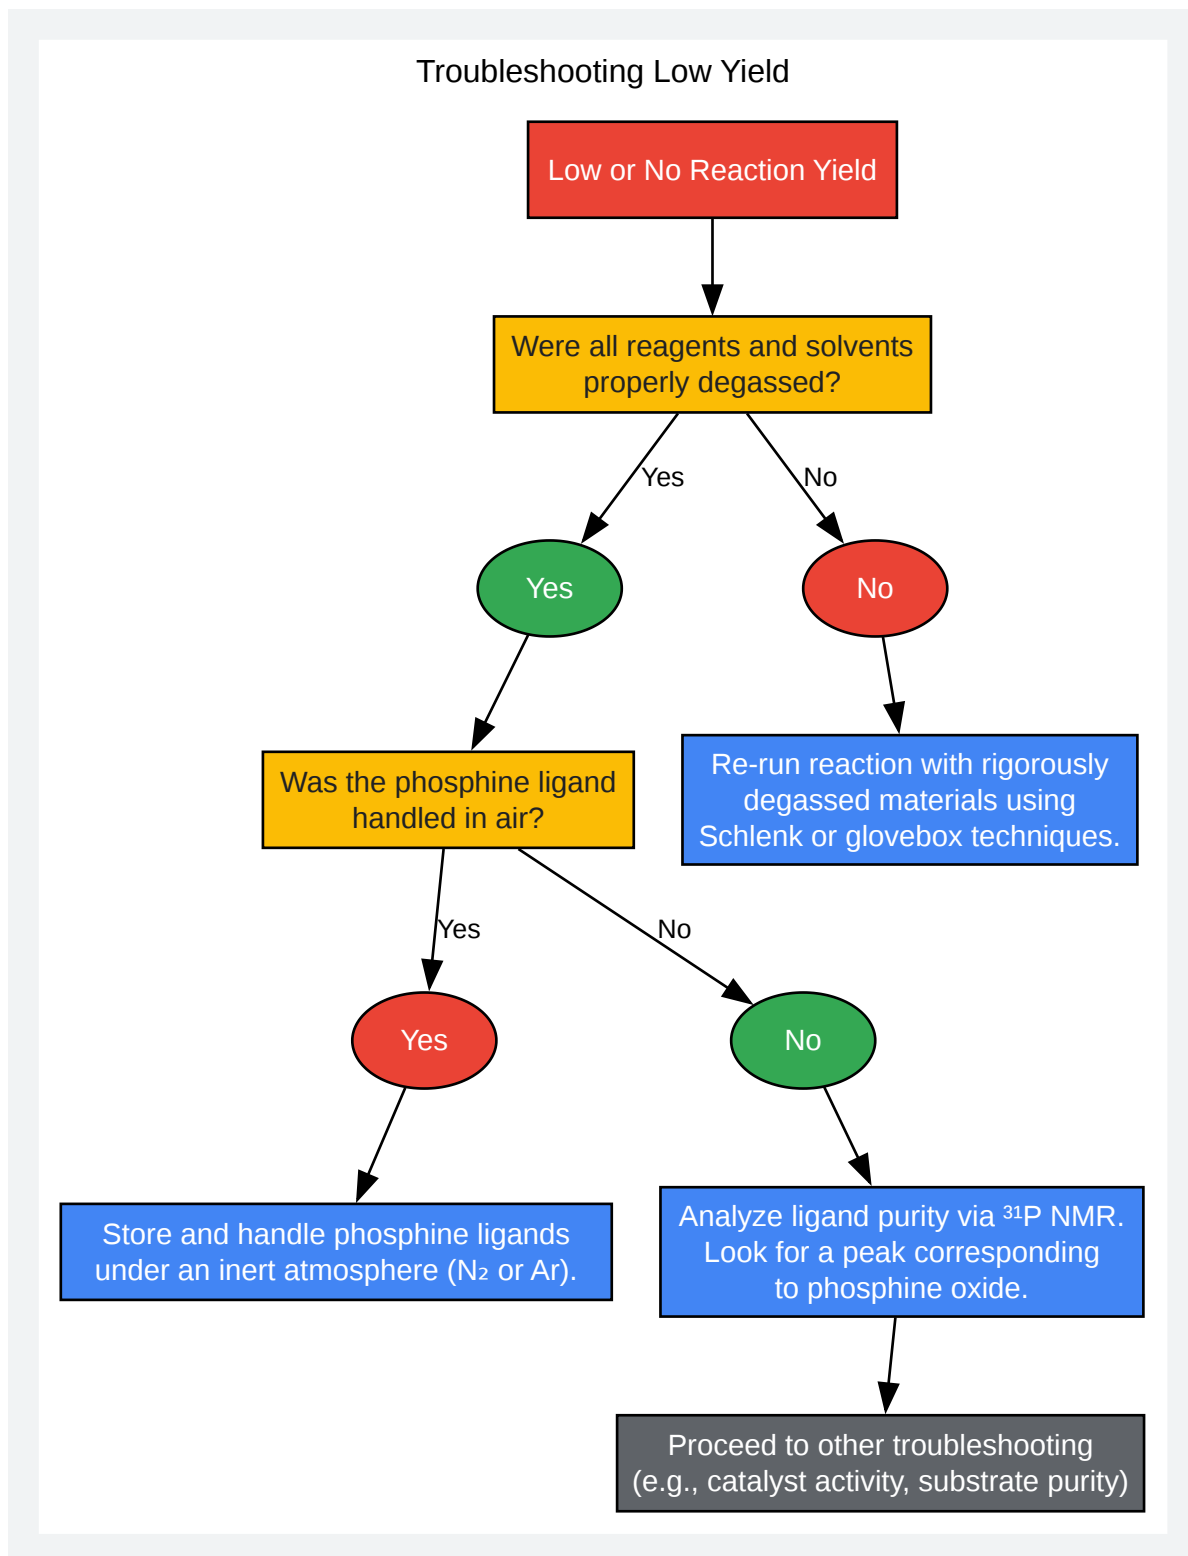 Troubleshooting Low Yield
Low or No Reaction Yield
Were all reagents and solvents
properly degassed?
Yes
No
Yes
No
Was the phosphine ligand
handled in air?
Re-run reaction with rigorously
degassed materials using
Schlenk or glovebox techniques.
Yes
No
Yes
No
Store and handle phosphine ligands
under an inert atmosphere (N₂ or Ar).
Analyze ligand purity via ³¹P NMR.
Look for a peak corresponding
to phosphine oxide.
Proceed to other troubleshooting
(e.g., catalyst activity, substrate purity)